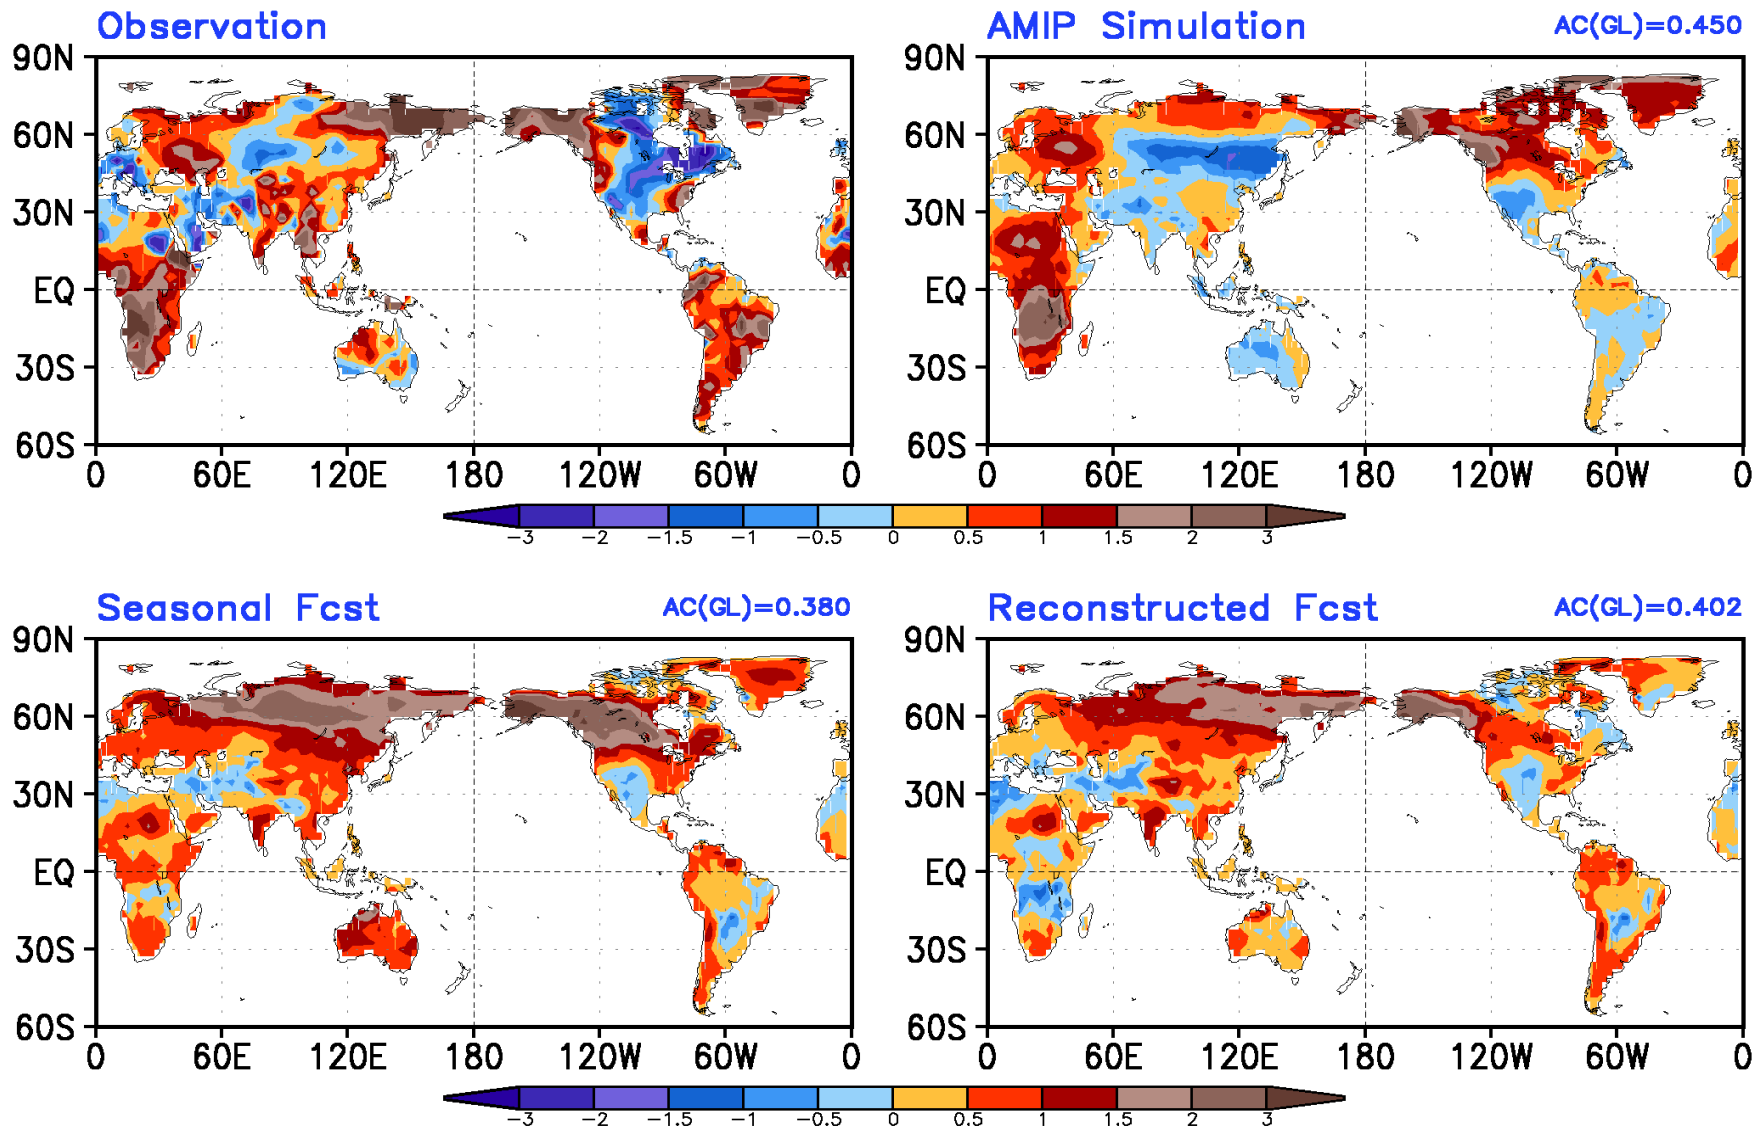 Observation
AMIP Simulation AC(GL)=0.450
90N 90N
60N 60N
30N 30N
EQ EQ
30S 30S
60S 60S
0 60E 120E 180 120W 60W 0 0 60E 120E 180 120W 60W 0
-3 -2 -1.5 -1 -0.5 0 0.5 1 1.5 2 3
Seasonal Fcst AC(GL)=0.380
Reconstructed Fcst AC(GL)=0.402
90N 90N
60N 60N
30N 30N
EQ EQ
30S 30S
60S 60S
0 60E 120E 180 120W 60W 0 0 60E 120E 180 120W 60W 0
-3 -2 -1.5 -1 -0.5 0 0.5 1 1.5 2 3